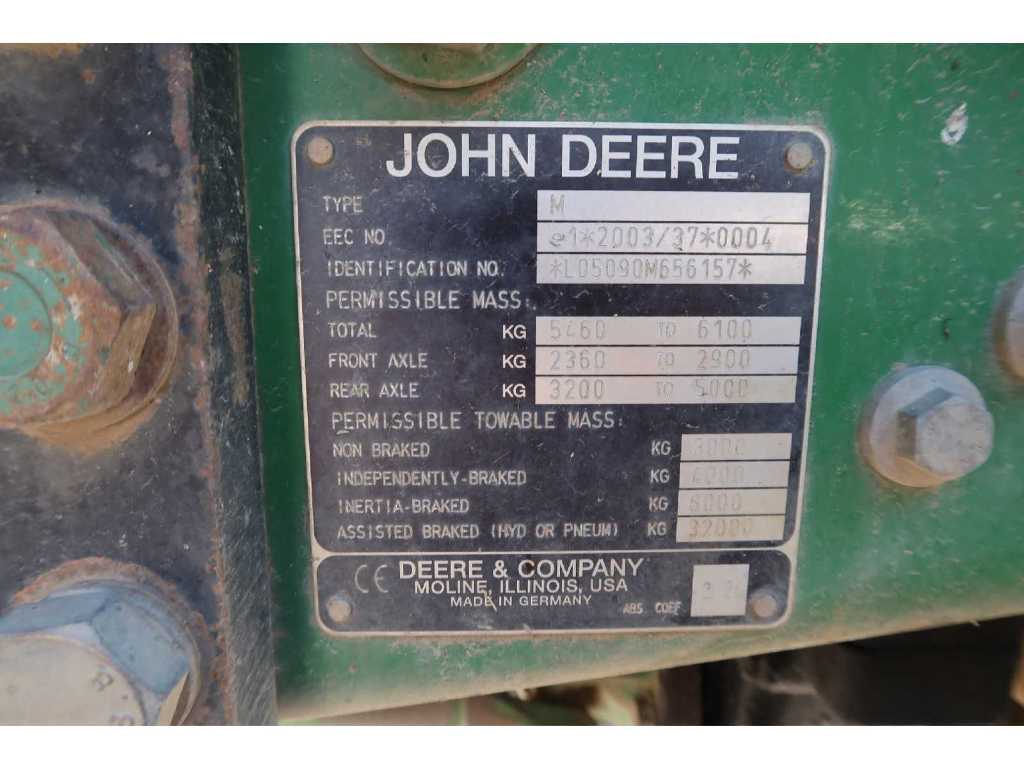 JOHN DEERE
TYPE M
EEC NO. e1*2003/37*0004
IDENTIFICATION NO. *L05090M656157*
PERMISSIBLE MASS:
TOTAL KG 5460 TO 6100
FRONT AXLE KG 2360 TO 2900
REAR AXLE KG 3200 TO 5000
PERMISSIBLE TOWABLE MASS:
NON BRAKED KG 3000
INDEPENDENTLY-BRAKED KG 4000
INERTIA-BRAKED KG 8000
ASSISTED BRAKED (HYD OR PNEUM) KG 32000
CE DEERE & COMPANY
MOLINE, ILLINOIS, USA
MADE IN GERMANY
ABS. COEF.